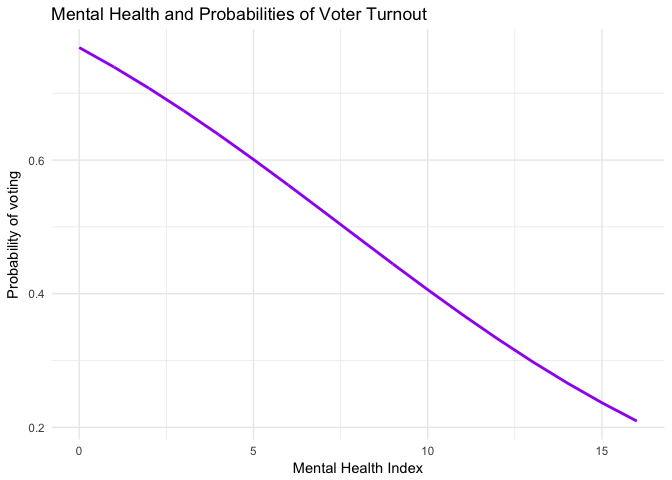 Mental Health and Probabilities of Voter Turnout
Probability of voting
0.6
0.4
0.2
0 5 10 15
Mental Health Index